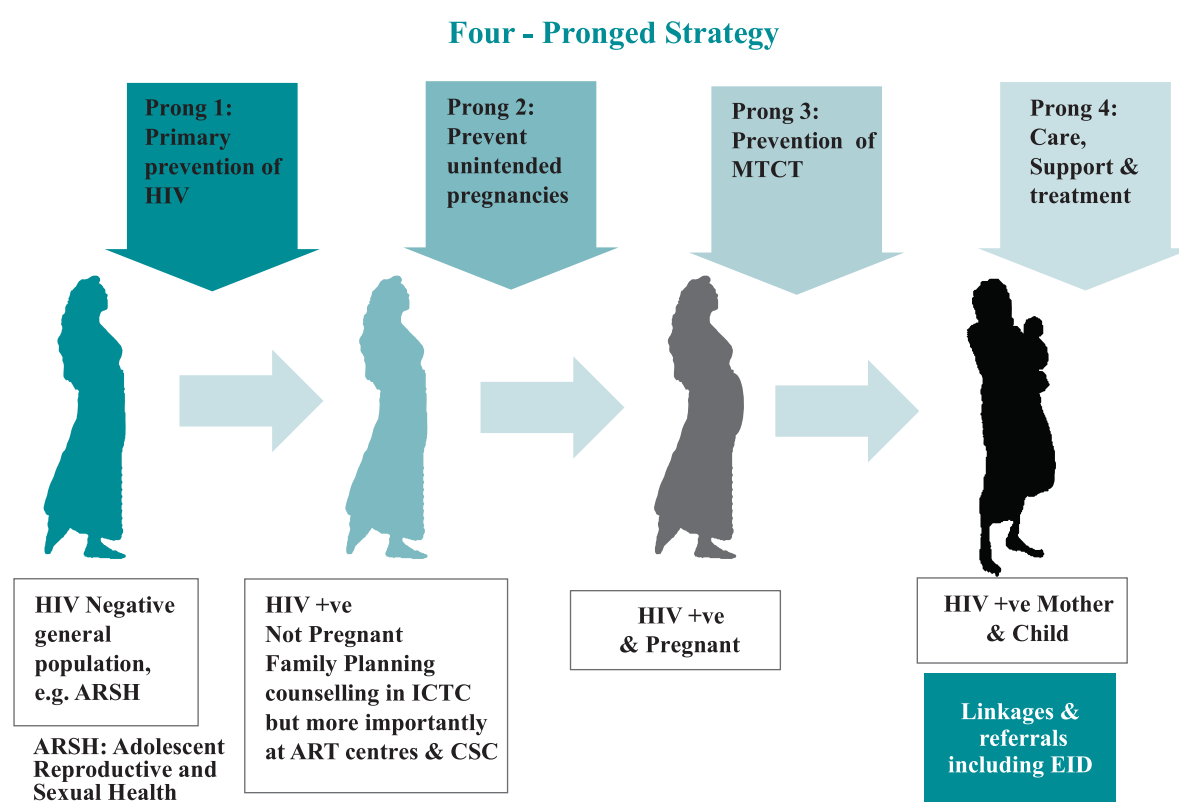 Four - Pronged Strategy
Prong 1:
Primary
prevention of
HIV
Prong 2:
Prevent
unintended
pregnancies
Prong 3:
Prevention of
MTCT
Prong 4:
Care,
Support &
treatment
HIV Negative
general
population,
e.g. ARSH
ARSH: Adolescent
Reproductive and
Sexual Health
HIV +ve
Not Pregnant
Family Planning
counselling in ICTC
but more importantly
at ART centres & CSC
HIV +ve
& Pregnant
HIV +ve Mother
& Child
Linkages &
referrals
including EID